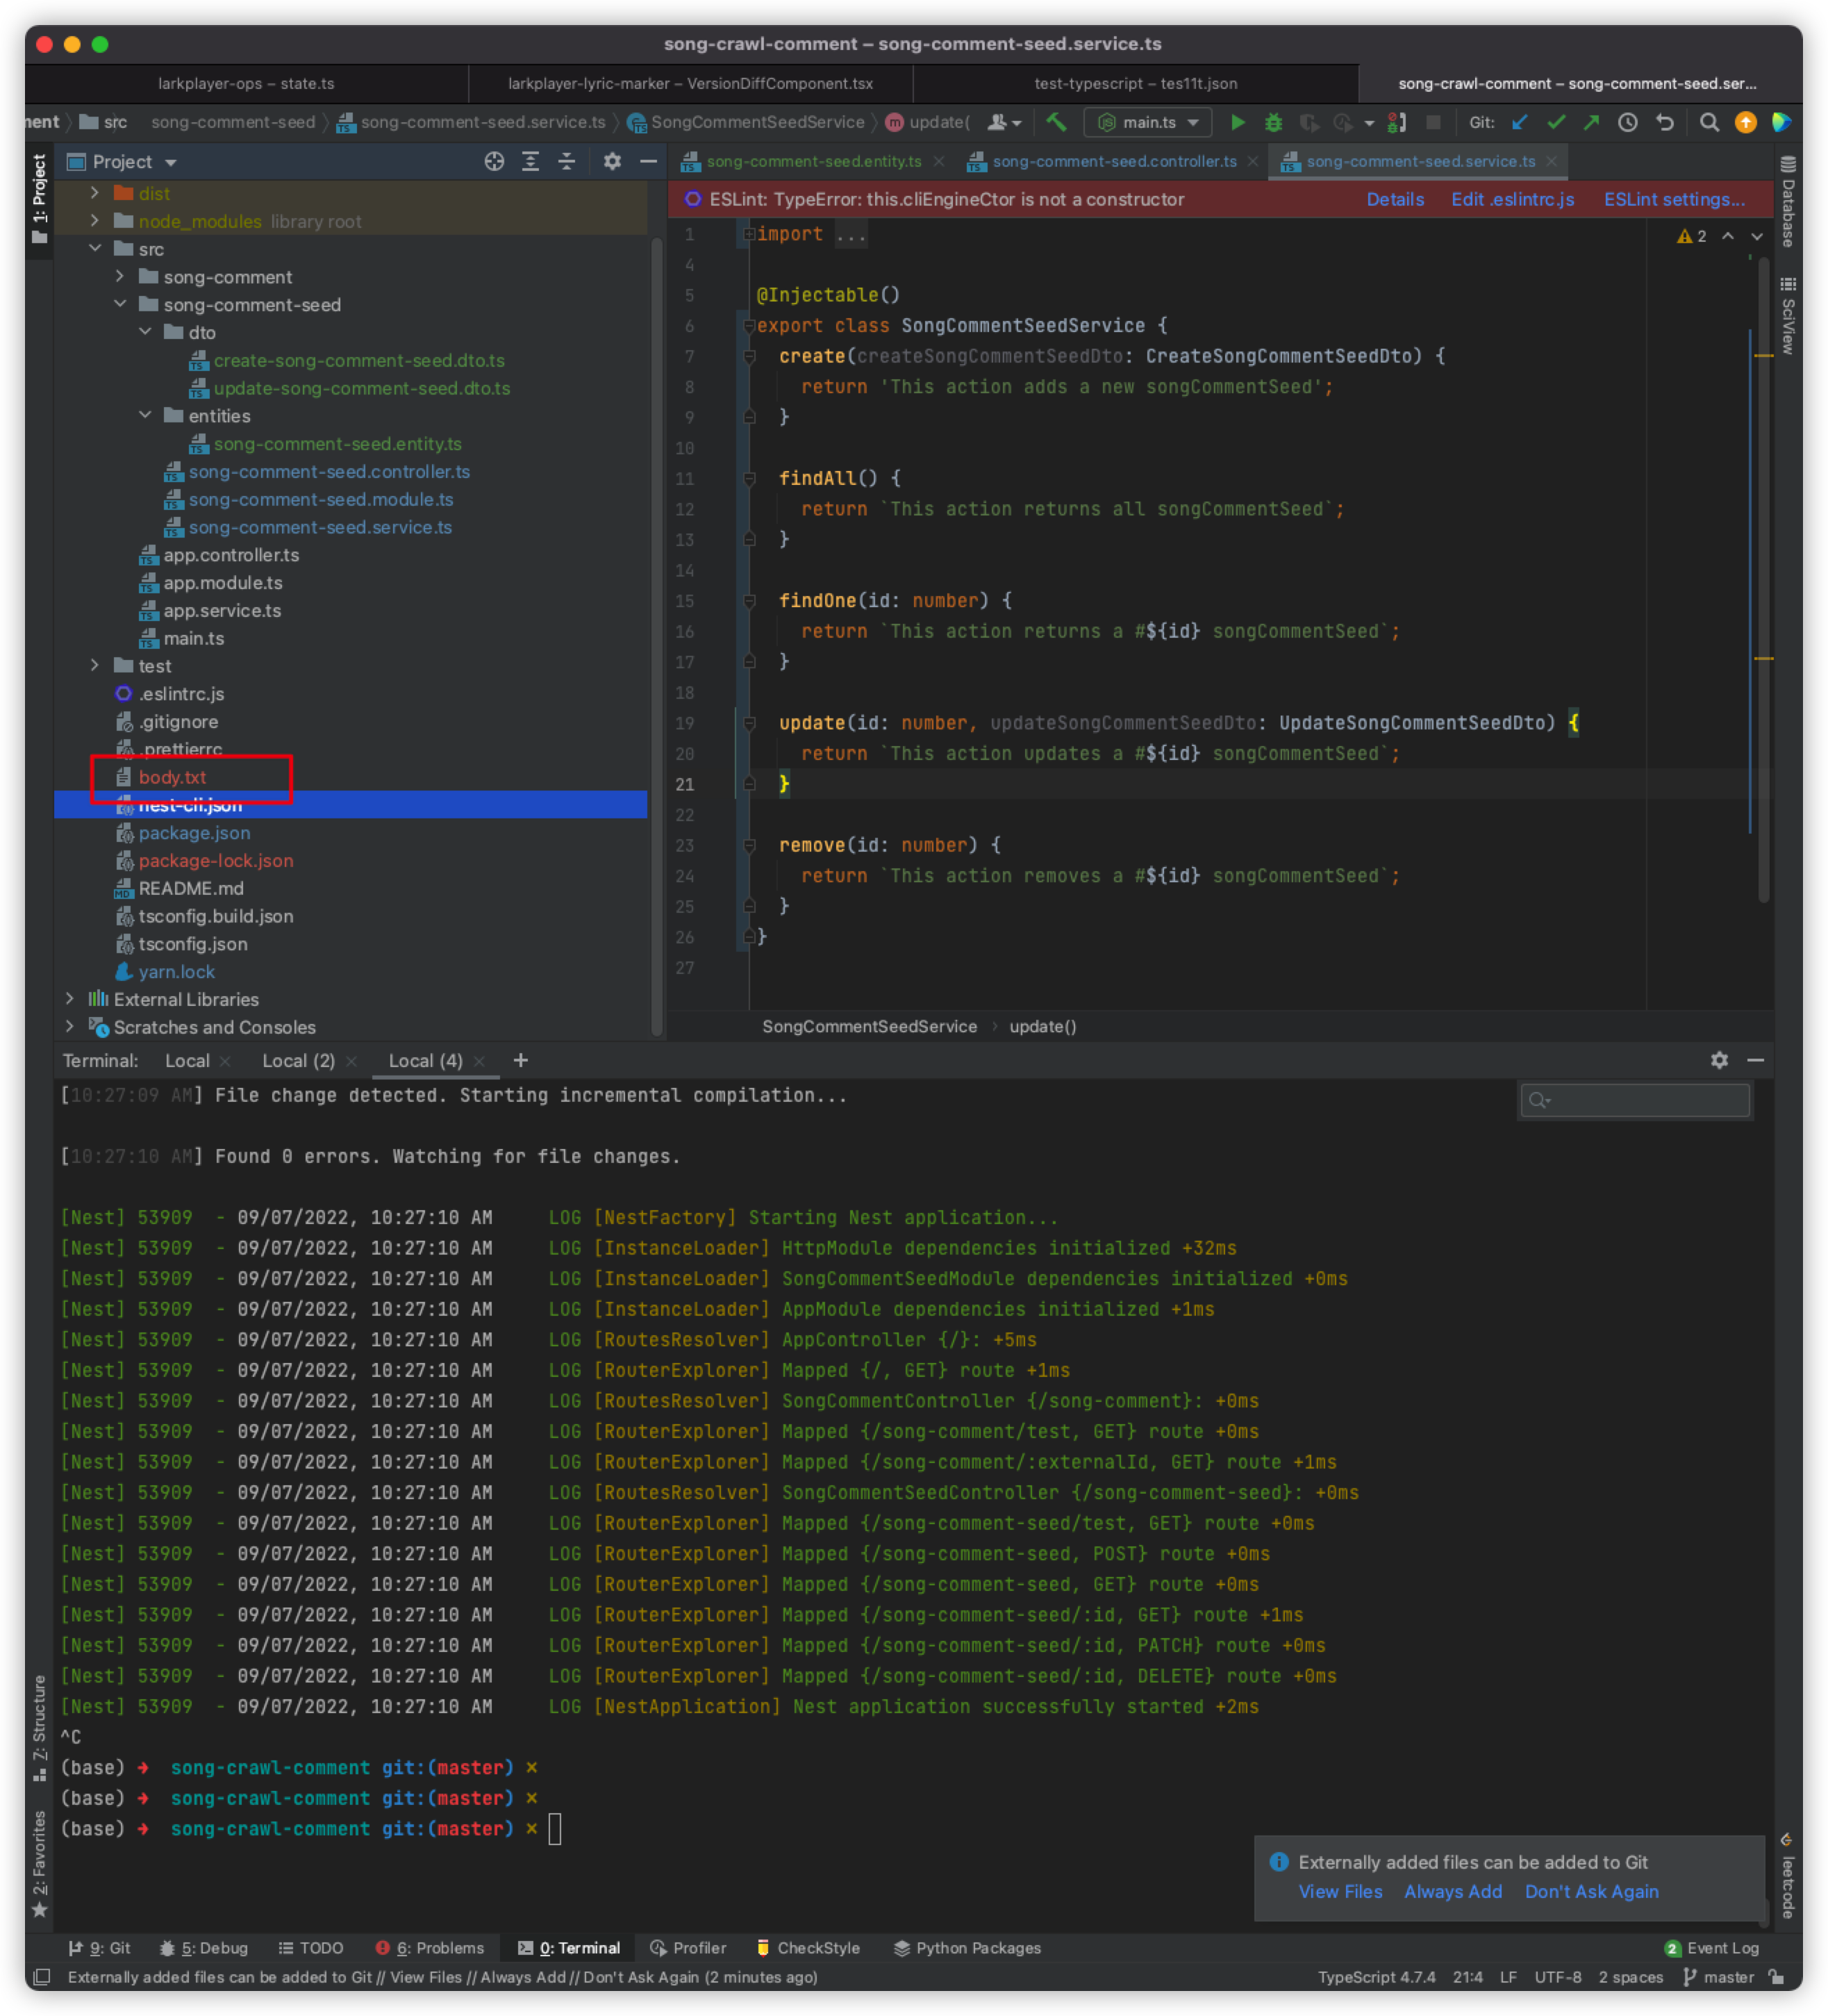 song-crawl-comment – song-comment-seed.service.ts
larkplayer-ops – state.ts
larkplayer-lyric-marker – VersionDiffComponent.tsx
test-typescript – tes11t.json
song-crawl-comment – song-comment-seed.ser...
ment
src
song-comment-seed
song-comment-seed.service.ts
SongCommentSeedService
update(
main.ts
Git:
Project
song-comment-seed.entity.ts
song-comment-seed.controller.ts
song-comment-seed.service.ts
ESLint: TypeError: this.cliEngineCtor is not a constructor
Details
Edit .eslintrc.js
ESLint settings...
1: Project
dist
node_modules library root
src
song-comment
song-comment-seed
dto
create-song-comment-seed.dto.ts
update-song-comment-seed.dto.ts
entities
song-comment-seed.entity.ts
song-comment-seed.controller.ts
song-comment-seed.module.ts
song-comment-seed.service.ts
app.controller.ts
app.module.ts
app.service.ts
main.ts
test
.eslintrc.js
.gitignore
.prettierrc
body.txt
nest-cli.json
package.json
package-lock.json
README.md
tsconfig.build.json
tsconfig.json
yarn.lock
External Libraries
Scratches and Consoles
2
1 import ...
4
5 @Injectable()
6 export class SongCommentSeedService {
7 create(createSongCommentSeedDto: CreateSongCommentSeedDto) {
8 return 'This action adds a new songCommentSeed';
9 }
10
11 findAll() {
12 return `This action returns all songCommentSeed`;
13 }
14
15 findOne(id: number) {
16 return `This action returns a #${id} songCommentSeed`;
17 }
18
19 update(id: number, updateSongCommentSeedDto: UpdateSongCommentSeedDto) {
20 return `This action updates a #${id} songCommentSeed`;
21 }
22
23 remove(id: number) {
24 return `This action removes a #${id} songCommentSeed`;
25 }
26 }
27
SongCommentSeedService
update()
Database
SciView
Terminal: Local Local (2) Local (4) +
[10:27:09 AM] File change detected. Starting incremental compilation...
[10:27:10 AM] Found 0 errors. Watching for file changes.
[Nest] 53909 - 09/07/2022, 10:27:10 AM LOG [NestFactory] Starting Nest application...
[Nest] 53909 - 09/07/2022, 10:27:10 AM LOG [InstanceLoader] HttpModule dependencies initialized +32ms
[Nest] 53909 - 09/07/2022, 10:27:10 AM LOG [InstanceLoader] SongCommentSeedModule dependencies initialized +0ms
[Nest] 53909 - 09/07/2022, 10:27:10 AM LOG [InstanceLoader] AppModule dependencies initialized +1ms
[Nest] 53909 - 09/07/2022, 10:27:10 AM LOG [RoutesResolver] AppController {/}: +5ms
[Nest] 53909 - 09/07/2022, 10:27:10 AM LOG [RouterExplorer] Mapped {/, GET} route +1ms
[Nest] 53909 - 09/07/2022, 10:27:10 AM LOG [RoutesResolver] SongCommentController {/song-comment}: +0ms
[Nest] 53909 - 09/07/2022, 10:27:10 AM LOG [RouterExplorer] Mapped {/song-comment/test, GET} route +0ms
[Nest] 53909 - 09/07/2022, 10:27:10 AM LOG [RouterExplorer] Mapped {/song-comment/:externalId, GET} route +1ms
[Nest] 53909 - 09/07/2022, 10:27:10 AM LOG [RoutesResolver] SongCommentSeedController {/song-comment-seed}: +0ms
[Nest] 53909 - 09/07/2022, 10:27:10 AM LOG [RouterExplorer] Mapped {/song-comment-seed/test, GET} route +0ms
[Nest] 53909 - 09/07/2022, 10:27:10 AM LOG [RouterExplorer] Mapped {/song-comment-seed, POST} route +0ms
[Nest] 53909 - 09/07/2022, 10:27:10 AM LOG [RouterExplorer] Mapped {/song-comment-seed, GET} route +0ms
[Nest] 53909 - 09/07/2022, 10:27:10 AM LOG [RouterExplorer] Mapped {/song-comment-seed/:id, GET} route +1ms
[Nest] 53909 - 09/07/2022, 10:27:10 AM LOG [RouterExplorer] Mapped {/song-comment-seed/:id, PATCH} route +0ms
[Nest] 53909 - 09/07/2022, 10:27:10 AM LOG [RouterExplorer] Mapped {/song-comment-seed/:id, DELETE} route +0ms
[Nest] 53909 - 09/07/2022, 10:27:10 AM LOG [NestApplication] Nest application successfully started +2ms
^C
(base) ➜ song-crawl-comment git:(master) ✗
(base) ➜ song-crawl-comment git:(master) ✗
(base) ➜ song-crawl-comment git:(master) ✗
7: Structure
2: Favorites
leetcode
Externally added files can be added to Git
View Files Always Add Don't Ask Again
9: Git 5: Debug TODO 6: Problems 0: Terminal Profiler CheckStyle Python Packages 2 Event Log
Externally added files can be added to Git // View Files // Always Add // Don't Ask Again (2 minutes ago) TypeScript 4.7.4 21:4 LF UTF-8 2 spaces master